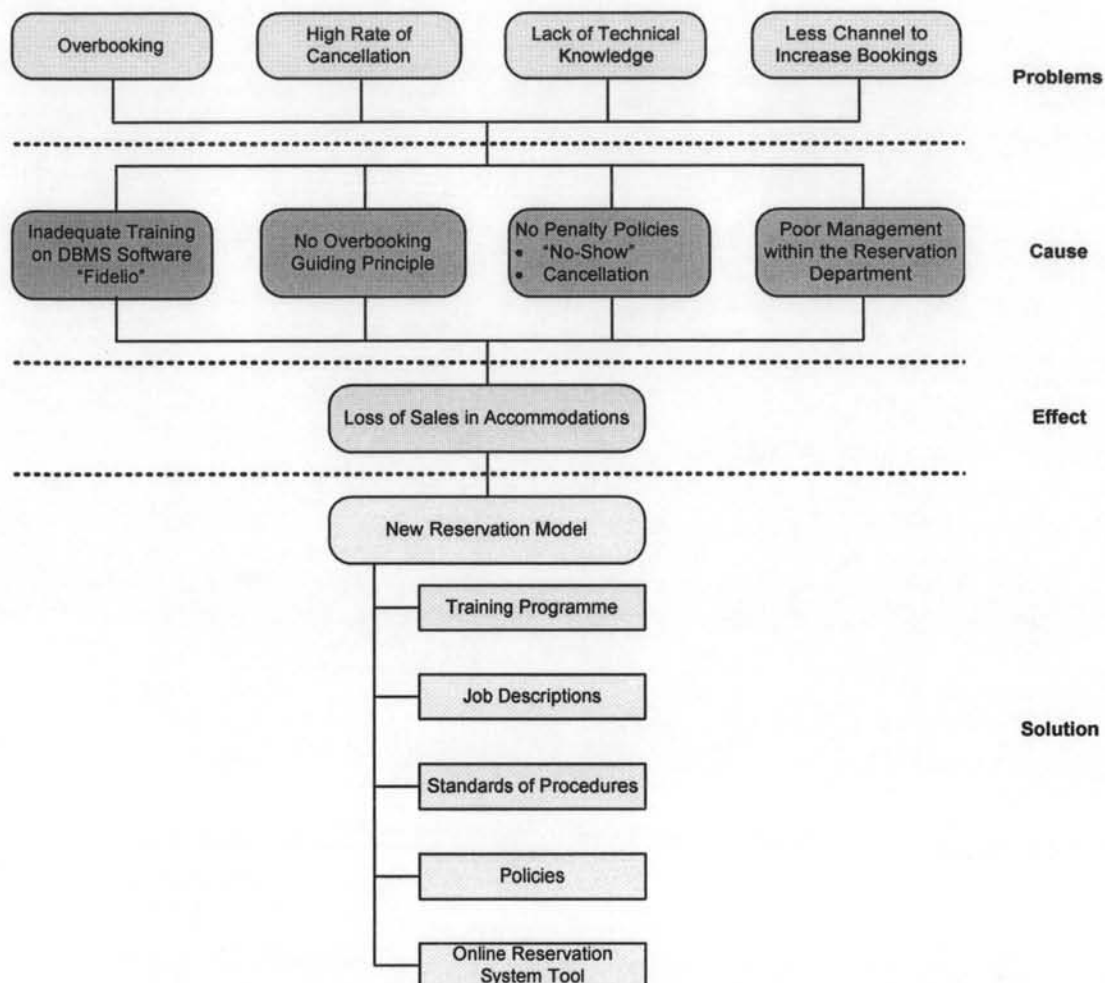 Overbooking
High Rate of
Cancellation
Lack of Technical
Knowledge
Less Channel to
Increase Bookings
Problems
Inadequate Training
on DBMS Software
"Fidelio"
No Overbooking
Guiding Principle
No Penalty Policies
• "No-Show"
• Cancellation
Poor Management
within the Reservation
Department
Cause
Loss of Sales in Accommodations
Effect
New Reservation Model
Training Programme
Job Descriptions
Standards of Procedures
Policies
Online Reservation
System Tool
Solution